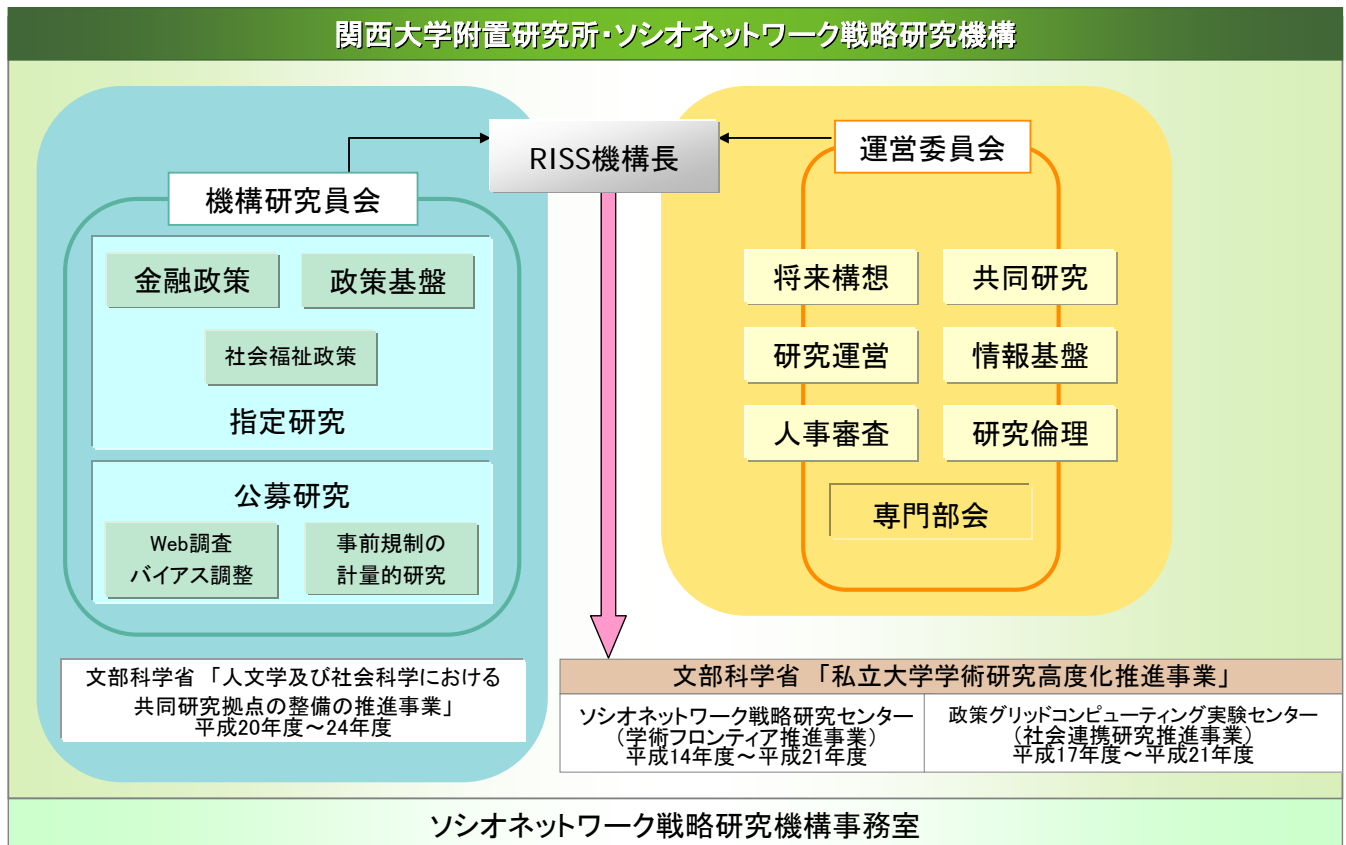 関西大学附置研究所・ソシオネットワーク戦略研究機構
RISS機構長
機構研究員会
金融政策
政策基盤
社会福祉政策
指定研究
公募研究
Web調査
バイアス調整
事前規制の
計量的研究
文部科学省 「人文学及び社会科学における
共同研究拠点の整備の推進事業」
平成20年度～24年度
運営委員会
将来構想
共同研究
研究運営
情報基盤
人事審査
研究倫理
専門部会
文部科学省 「私立大学学術研究高度化推進事業」
ソシオネットワーク戦略研究センター
（学術フロンティア推進事業）
平成14年度～平成21年度
政策グリッドコンピューティング実験センター
（社会連携研究推進事業）
平成17年度～平成21年度
ソシオネットワーク戦略研究機構事務室